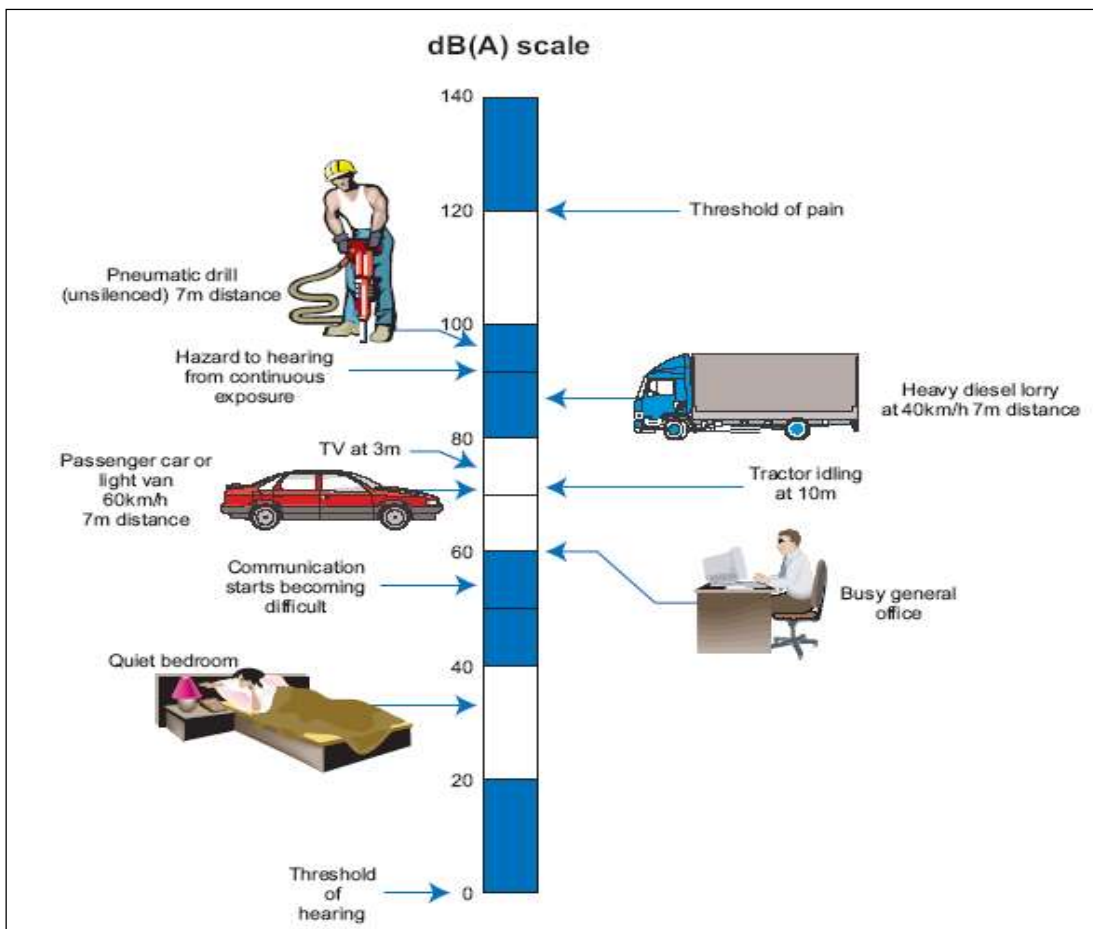 dB(A) scale
140
120
Threshold of pain
Pneumatic drill
(unsilenced) 7m distance
100
Hazard to hearing
from continuous
exposure
Heavy diesel lorry
at 40km/h 7m distance
80
TV at 3m
Passenger car or
light van
60km/h
7m distance
Tractor idling
at 10m
60
Communication
starts becoming
difficult
Busy general
office
Quiet bedroom
40
20
Threshold
of
hearing
0